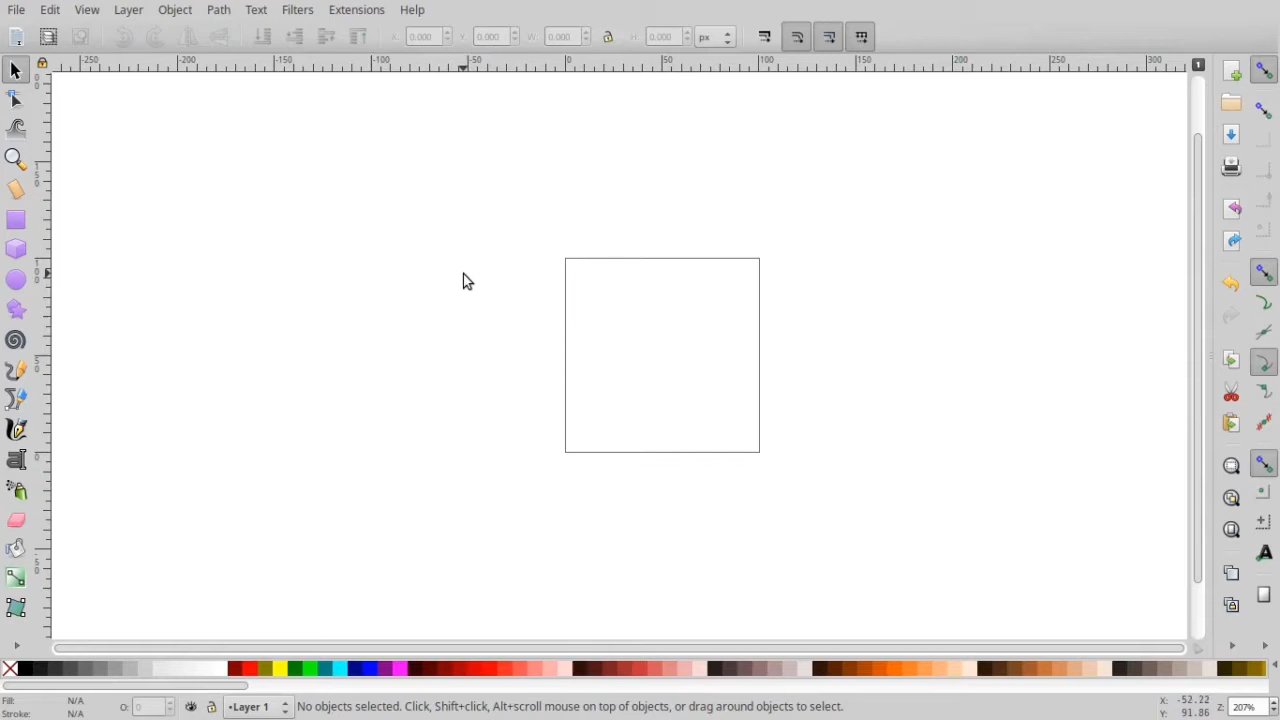 File Edit View Layer Object Path Text Filters Extensions Help
X: 0.000 Y: 0.000 W: 0.000 H: 0.000 px
-250 -200 -150 -100 -50 0 50 100 150 200 250 300
1
Fill: N/A
Stroke: N/A
O: 0
•Layer 1
No objects selected. Click, Shift+click, Alt+scroll mouse on top of objects, or drag around objects to select.
X: -52.22
Y: 91.86
Z: 207%